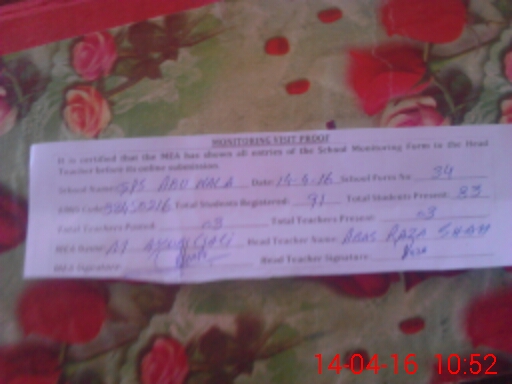 MONITORING VISIT PROOF
It is certified that the MEA has shown all entries of the School Monitoring Form to the Head
Teacher before its online submission.
School Name: GPS ABU WALA Date: 14-4-16 School Form No 34
EMIS Code: Total Students Registered: 91 Total Students Present: 83
Total Teachers Posted: 03 Total Teachers Present: 03
MEA Name: Head Teacher Name: ABAS RAZA SHAH
MEA Signature: Head Teacher Signature:
14-04-16 10:52